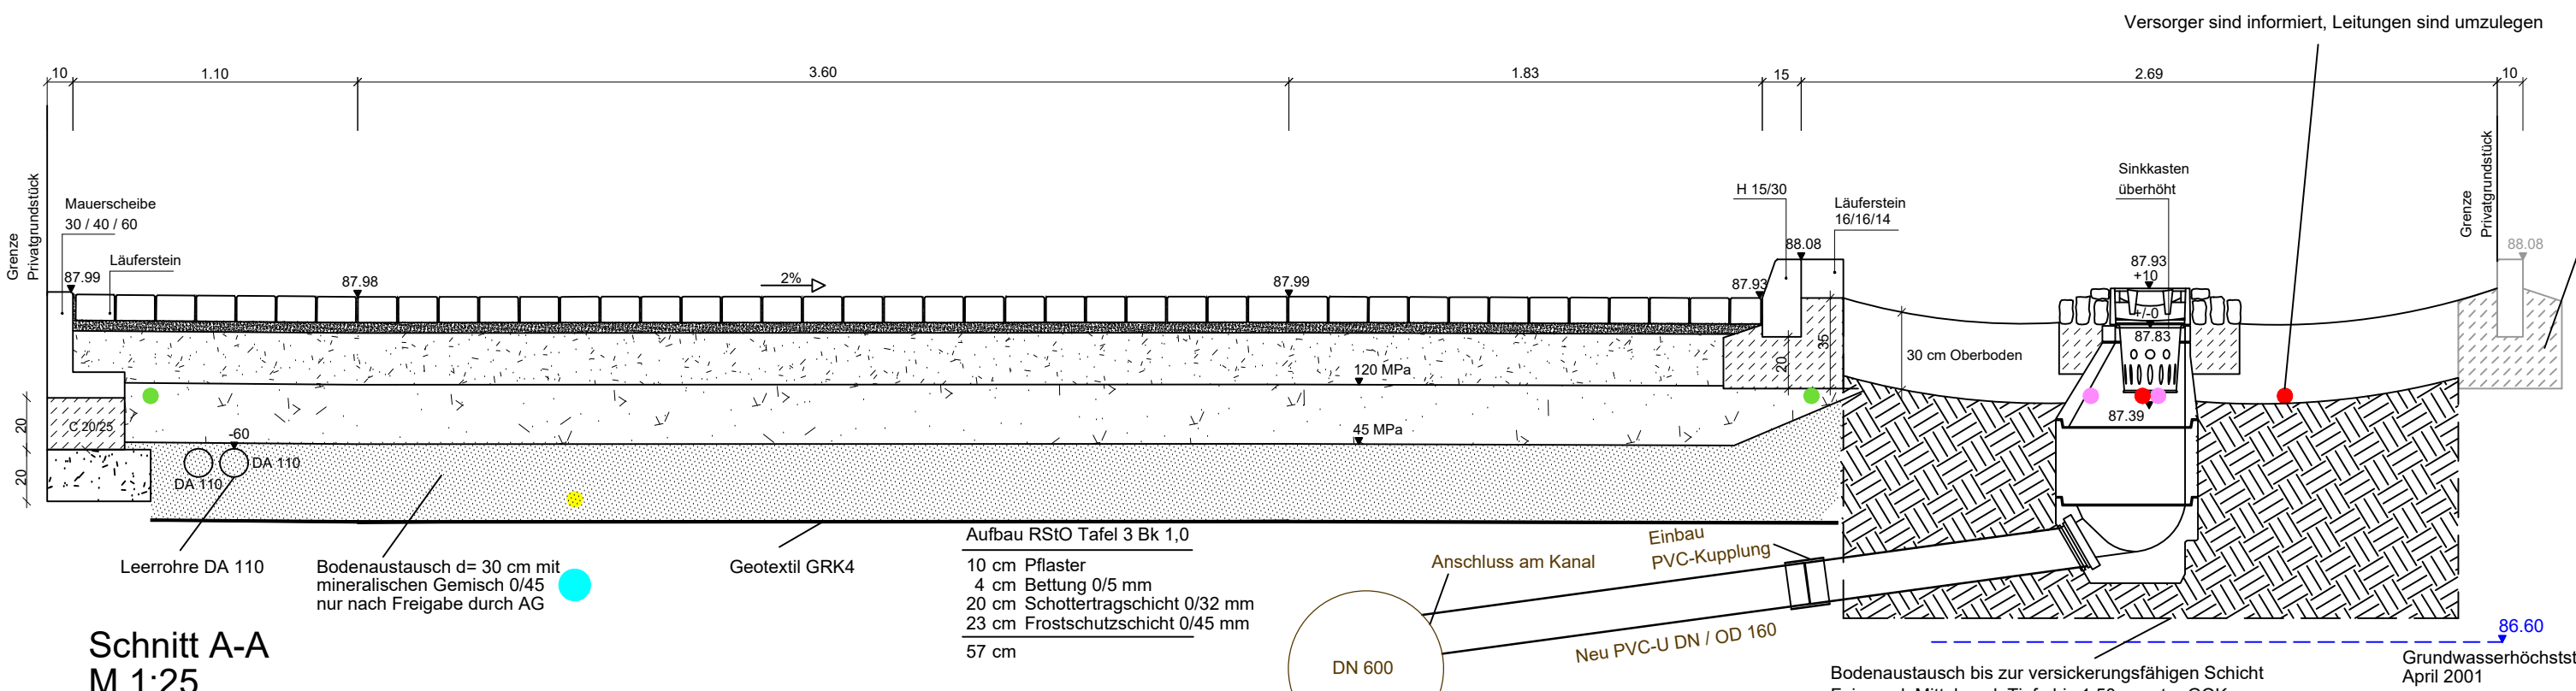 Versorger sind informiert, Leitungen sind umzulegen
10
1.10
3.60
1.83
15
2.69
10
Grenze
Privatgrundstück
Mauerscheibe
30 / 40 / 60
87.99
Läuferstein
87.98
2%
87.99
87.93
H 15/30
88.08
Läuferstein
16/16/14
Sinkkasten
überhöht
87.93
+10
+/-0
87.83
87.39
Grenze
Privatgrundstück
88.08
20
35
30 cm Oberboden
120 MPa
45 MPa
20
20
C 20/25
-60
DA 110
DA 110
Leerrohre DA 110
Bodenaustausch d= 30 cm mit
mineralischen Gemisch 0/45
nur nach Freigabe durch AG
Geotextil GRK4
Aufbau RStO Tafel 3 Bk 1,0
10 cm Pflaster
4 cm Bettung 0/5 mm
20 cm Schottertragschicht 0/32 mm
23 cm Frostschutzschicht 0/45 mm
57 cm
Anschluss am Kanal
Einbau
PVC-Kupplung
DN 600
Neu PVC-U DN / OD 160
86.60
Grundwasserhöchstst
April 2001
Bodenaustausch bis zur versickerungsfähigen Schicht
Schnitt A-A
M 1:25